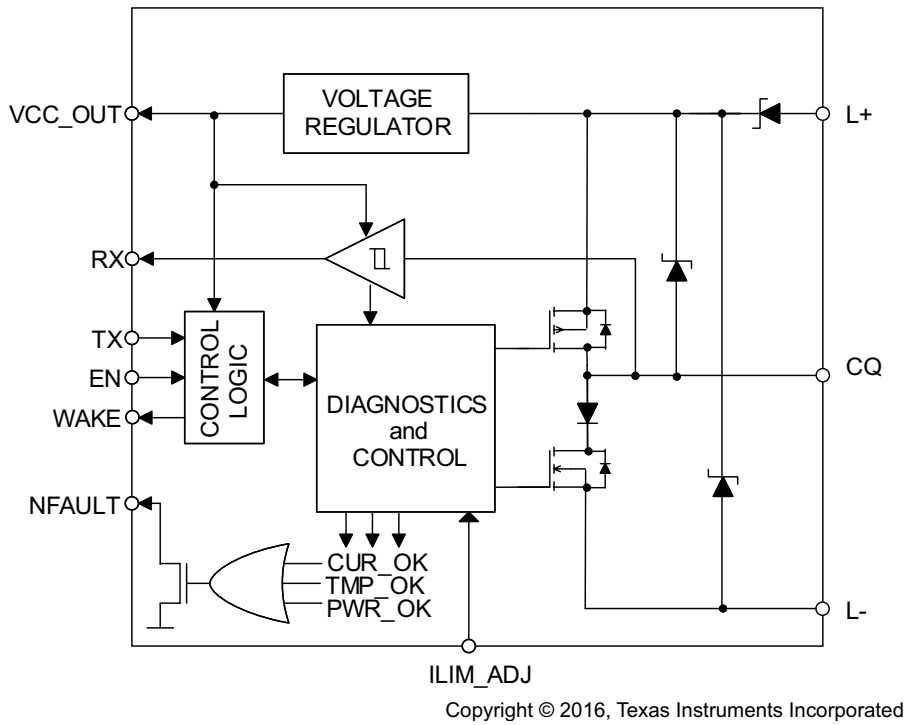 VCC_OUT
VOLTAGE
REGULATOR
L+
RX
TX
EN
WAKE
CONTROL
LOGIC
DIAGNOSTICS
and
CONTROL
CQ
NFAULT
CUR_OK
TMP_OK
PWR_OK
L-
ILIM_ADJ
Copyright © 2016, Texas Instruments Incorporated